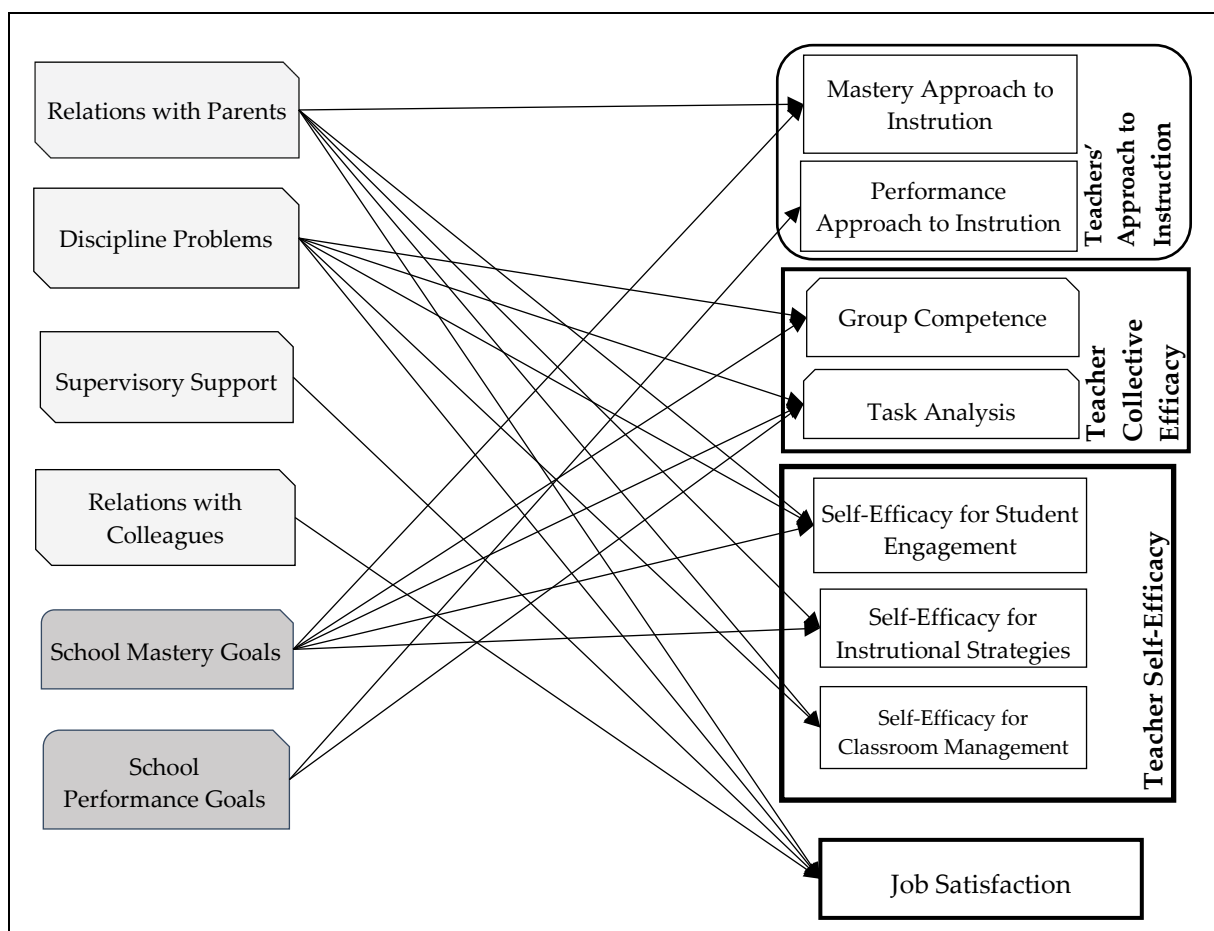 Relations with Parents
Discipline Problems
Supervisory Support
Relations with
Colleagues
School Mastery Goals
School
Performance Goals
Mastery Approach to
Instrution
Performance
Approach to Instrution
Teachers'
Approach to
Instruction
Group Competence
Task Analysis
Teacher
Collective
Efficacy
Self-Efficacy for Student
Engagement
Self-Efficacy for
Instrutional Strategies
Self-Efficacy for
Classroom Management
Teacher Self-Efficacy
Job Satisfaction